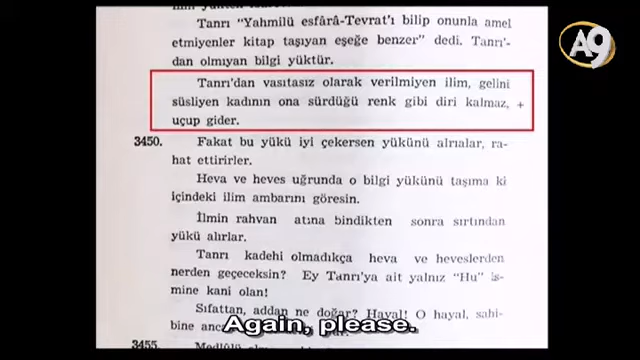 Tanrı "Yahmilü esfârâ-Tevrat'ı bilip onunla amel
etmiyenler kitap taşıyan eşeğe benzer" dedi. Tanrı'-
dan olmıyan bilgi yüktür.
A9
Tanrı'dan vasıtasız olarak verilmiyen ilim, gelini
süsliyen kadının ona sürdüğü renk gibi diri kalmaz, +
uçup gider.
3450. Fakat bu yükü iyi çekersen yükünü alrıalar, ra-
hat ettirirler.
Heva ve heves uğrunda o bilgi yükünü taşıma ki
içindeki ilim ambarını göresin.
İlmin rahvan atına bindikten sonra sırtından
yükü alırlar.
Tanrı kadehi olmadıkça heva ve heveslerden
nerden geçeceksin? Ey Tanrı'ya ait yalnız "Hu" is-
mine kani olan!
Sıfattan, addan ne doğar? Hayal! O hayal, sahi-
bine
Again, please.
3455.